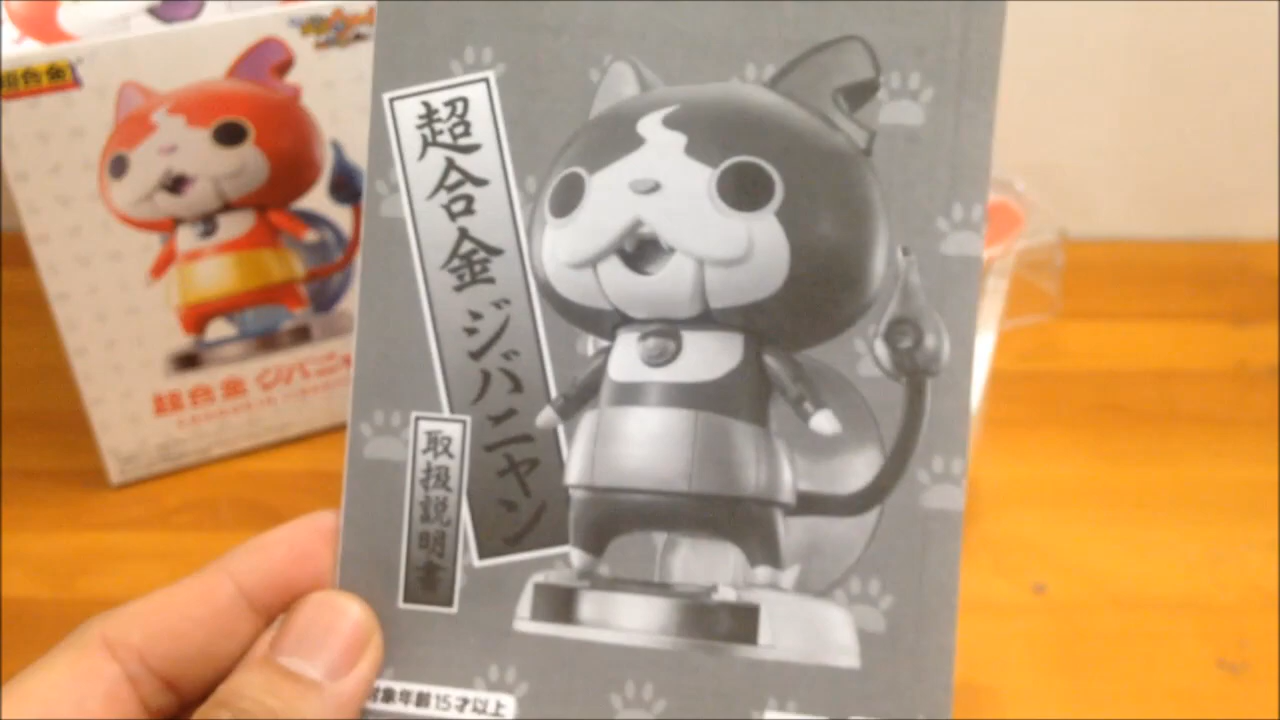 超合金
超合金 ジバニャ
超合金 ジバニャン
取扱説明書
対象年齢15才以上